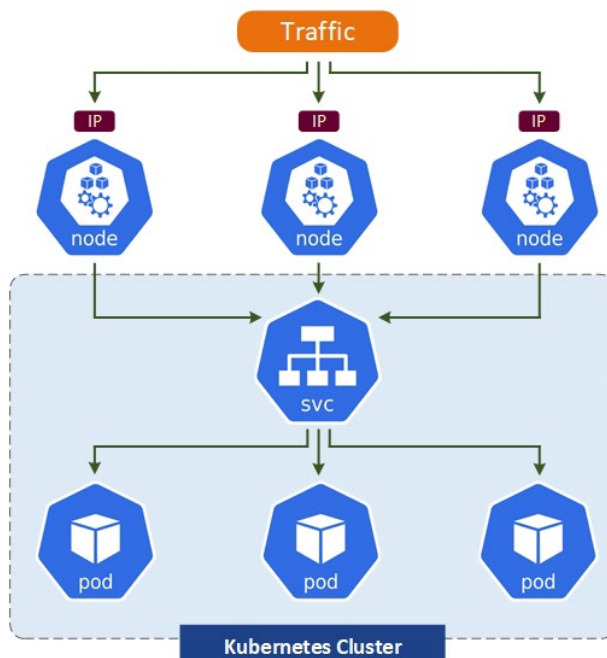 Traffic
IP
IP
IP
node
node
node
svc
pod
pod
pod
Kubernetes Cluster